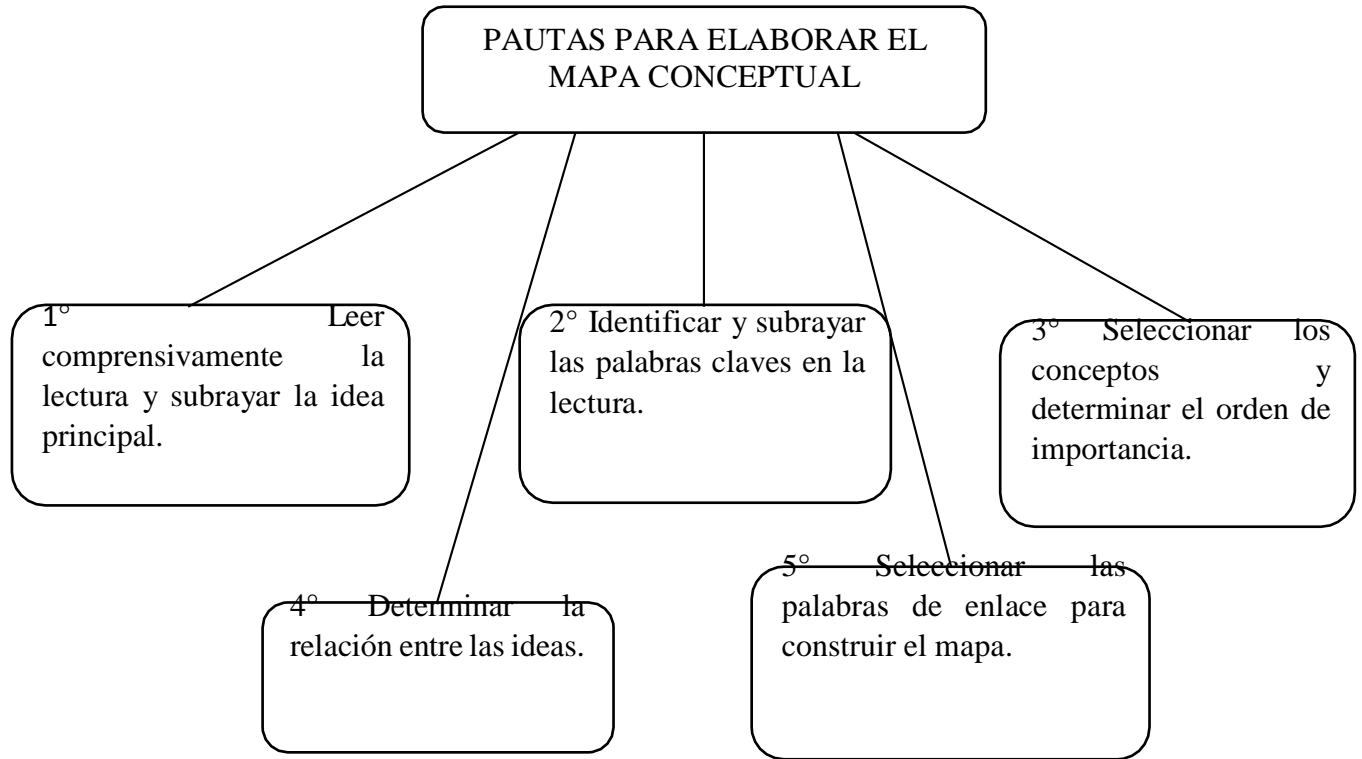 PAUTAS PARA ELABORAR EL
MAPA CONCEPTUAL
1° Leer
comprensivamente la
lectura y subrayar la idea
principal.
2° Identificar y subrayar
las palabras claves en la
lectura.
3° Seleccionar los
conceptos y
determinar el orden de
importancia.
4° Determinar la
relación entre las ideas.
5° Seleccionar las
palabras de enlace para
construir el mapa.